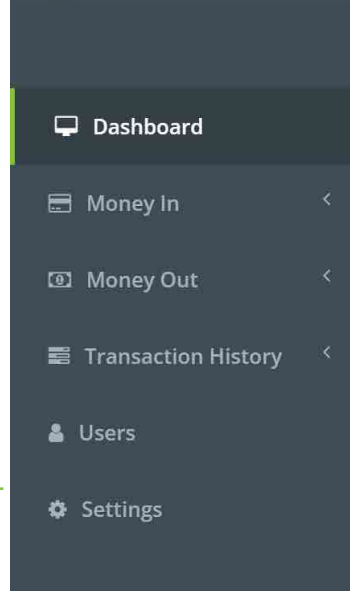 Dashboard
Money In
Money Out
Transaction History
Users
Settings